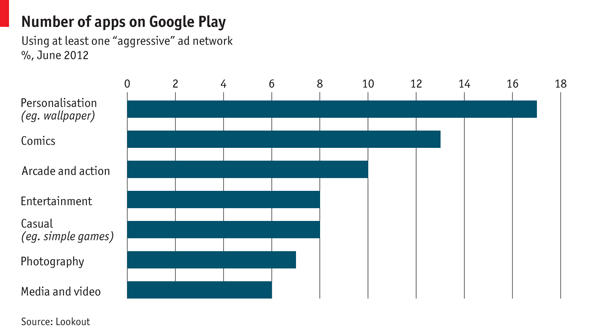 Number of apps on Google Play
Using at least one “aggressive” ad network
%, June 2012
0 2 4 6 8 10 12 14 16 18
Personalisation
(eg. wallpaper)
Comics
Arcade and action
Entertainment
Casual
(eg. simple games)
Photography
Media and video
Source: Lookout